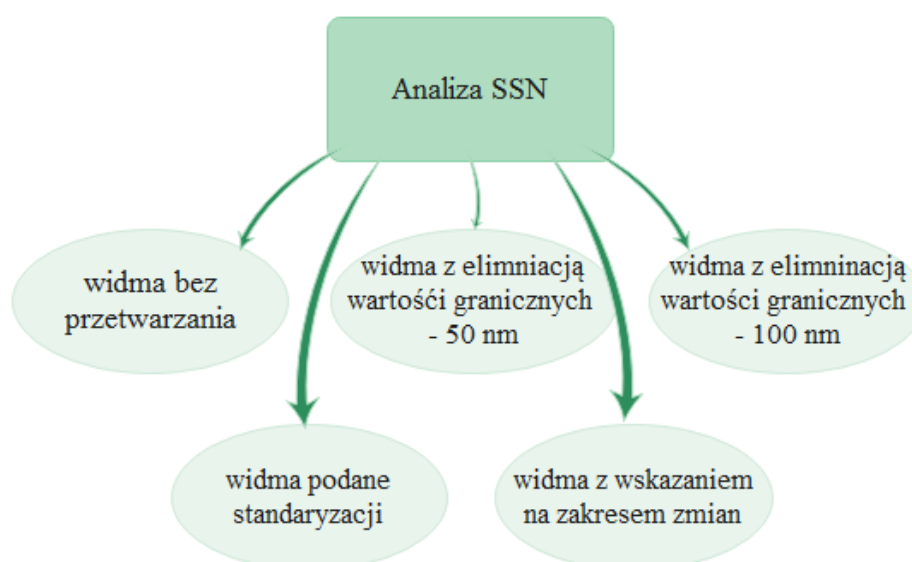 Analiza SSN
widma bez
przetwarzania
widma z elimniacją
wartośći granicznych
- 50 nm
widma z elimninacją
wartości granicznych
- 100 nm
widma podane
standaryzacji
widma z wskazaniem
na zakresem zmian